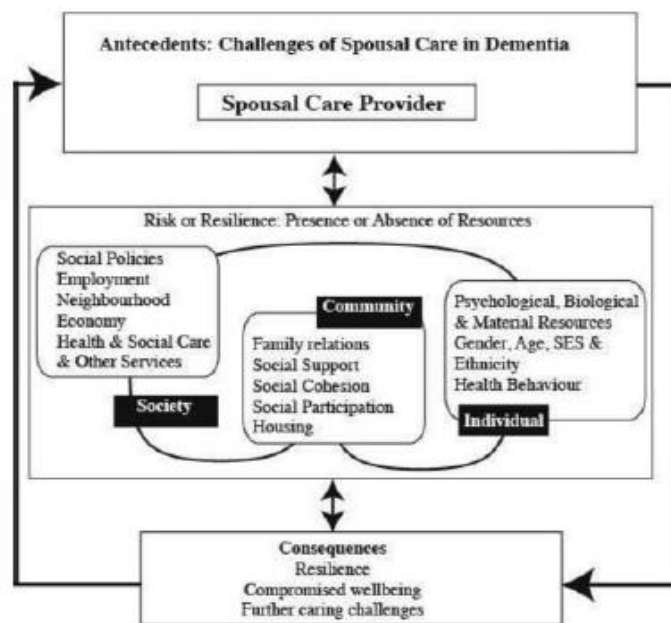 Antecedents: Challenges of Spousal Care in Dementia
Spousal Care Provider
Risk or Resilience: Presence or Absence of Resources
Social Policies
Employment
Neighbourhood
Economy
Health & Social Care
& Other Services
Society
Community
Family relations
Social Support
Social Cohesion
Social Participation
Housing
Psychological, Biological
& Material Resources
Gender, Age, SES &
Ethnicity
Health Behaviour
Individual
Consequences
Resilience
Compromised wellbeing
Further caring challenges